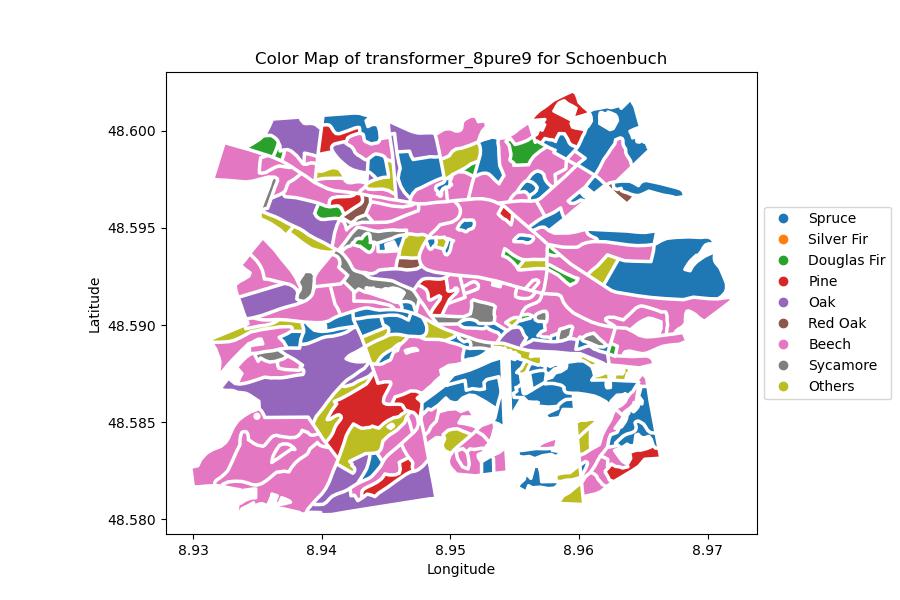 Color Map of transformer_8pure9 for Schoenbuch
48.600
48.595
48.590
48.585
48.580
Latitude
8.93 8.94 8.95 8.96 8.97
Longitude
Spruce
Silver Fir
Douglas Fir
Pine
Oak
Red Oak
Beech
Sycamore
Others